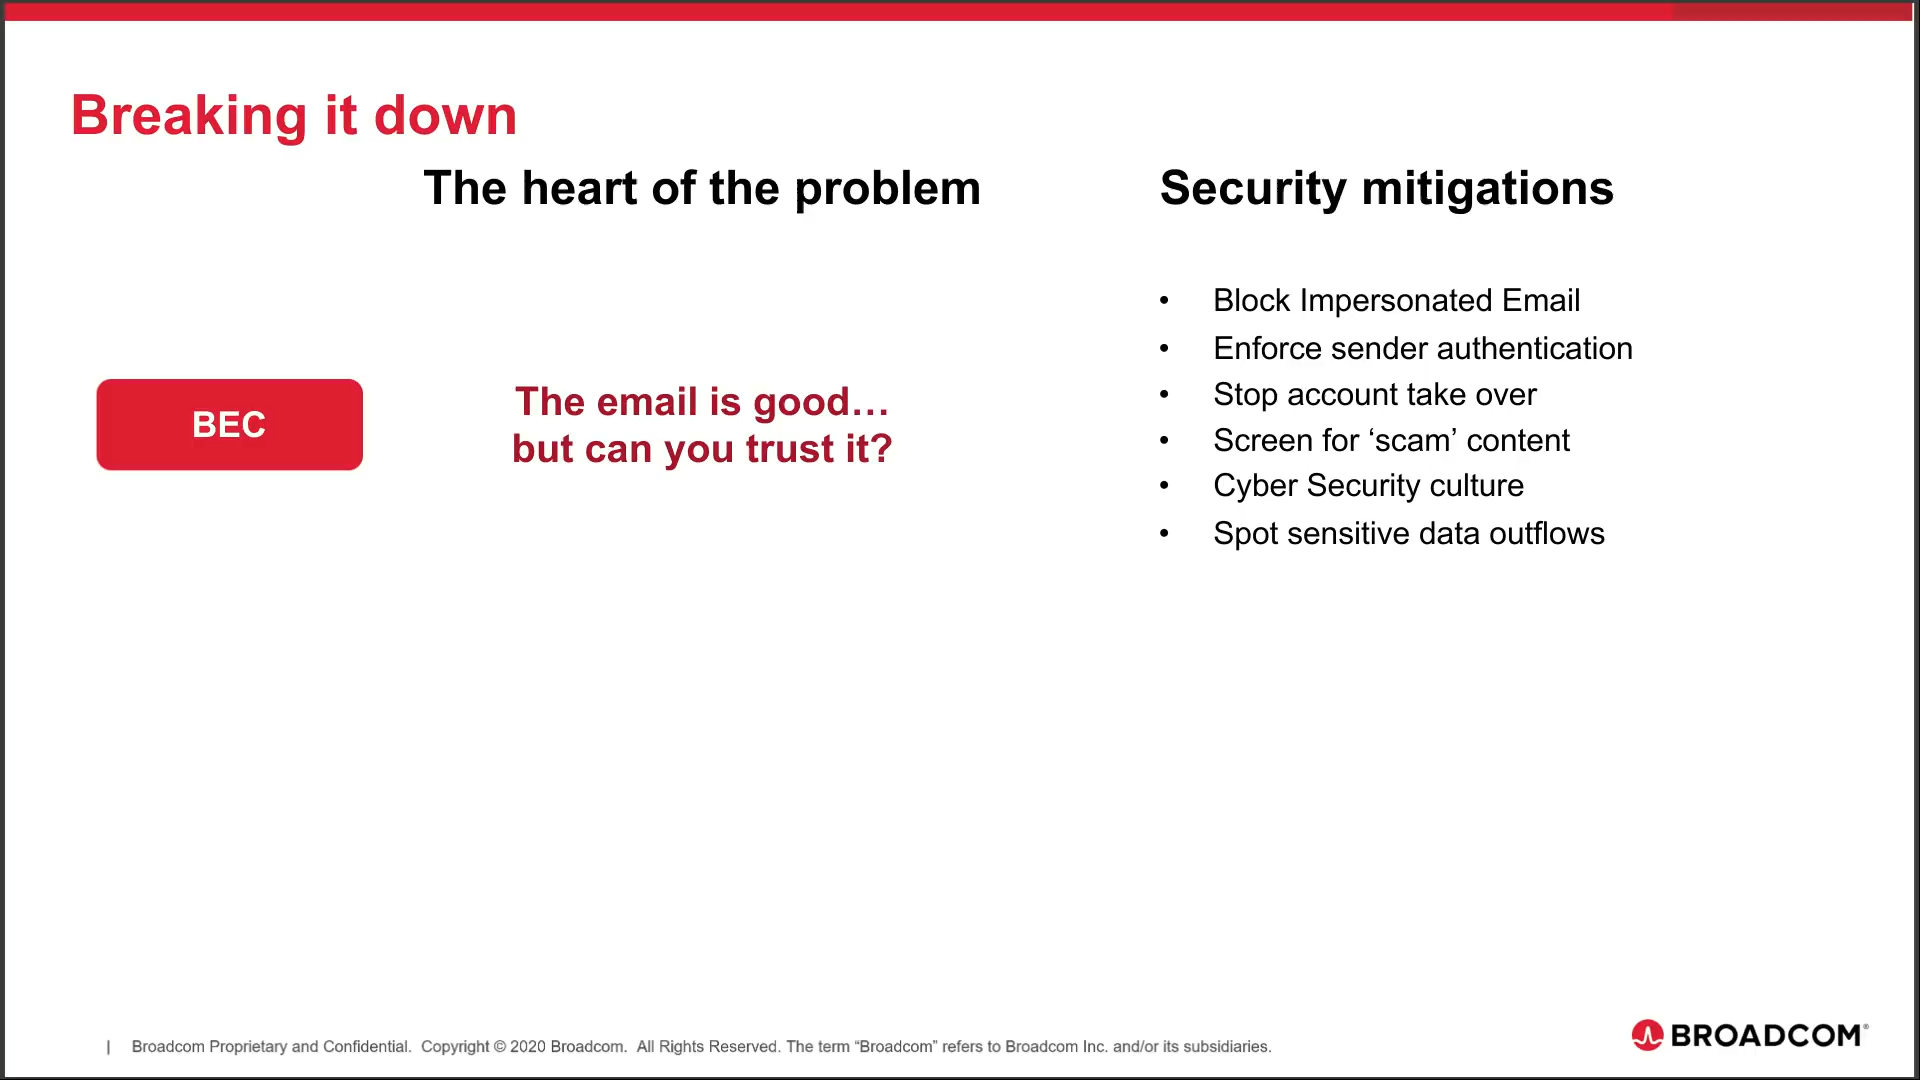 Breaking it down
The heart of the problem
Security mitigations
BEC
The email is good…
but can you trust it?
• Block Impersonated Email
• Enforce sender authentication
• Stop account take over
• Screen for ‘scam’ content
• Cyber Security culture
• Spot sensitive data outflows
| Broadcom Proprietary and Confidential. Copyright © 2020 Broadcom. All Rights Reserved. The term “Broadcom” refers to Broadcom Inc. and/or its subsidiaries.
BROADCOM®